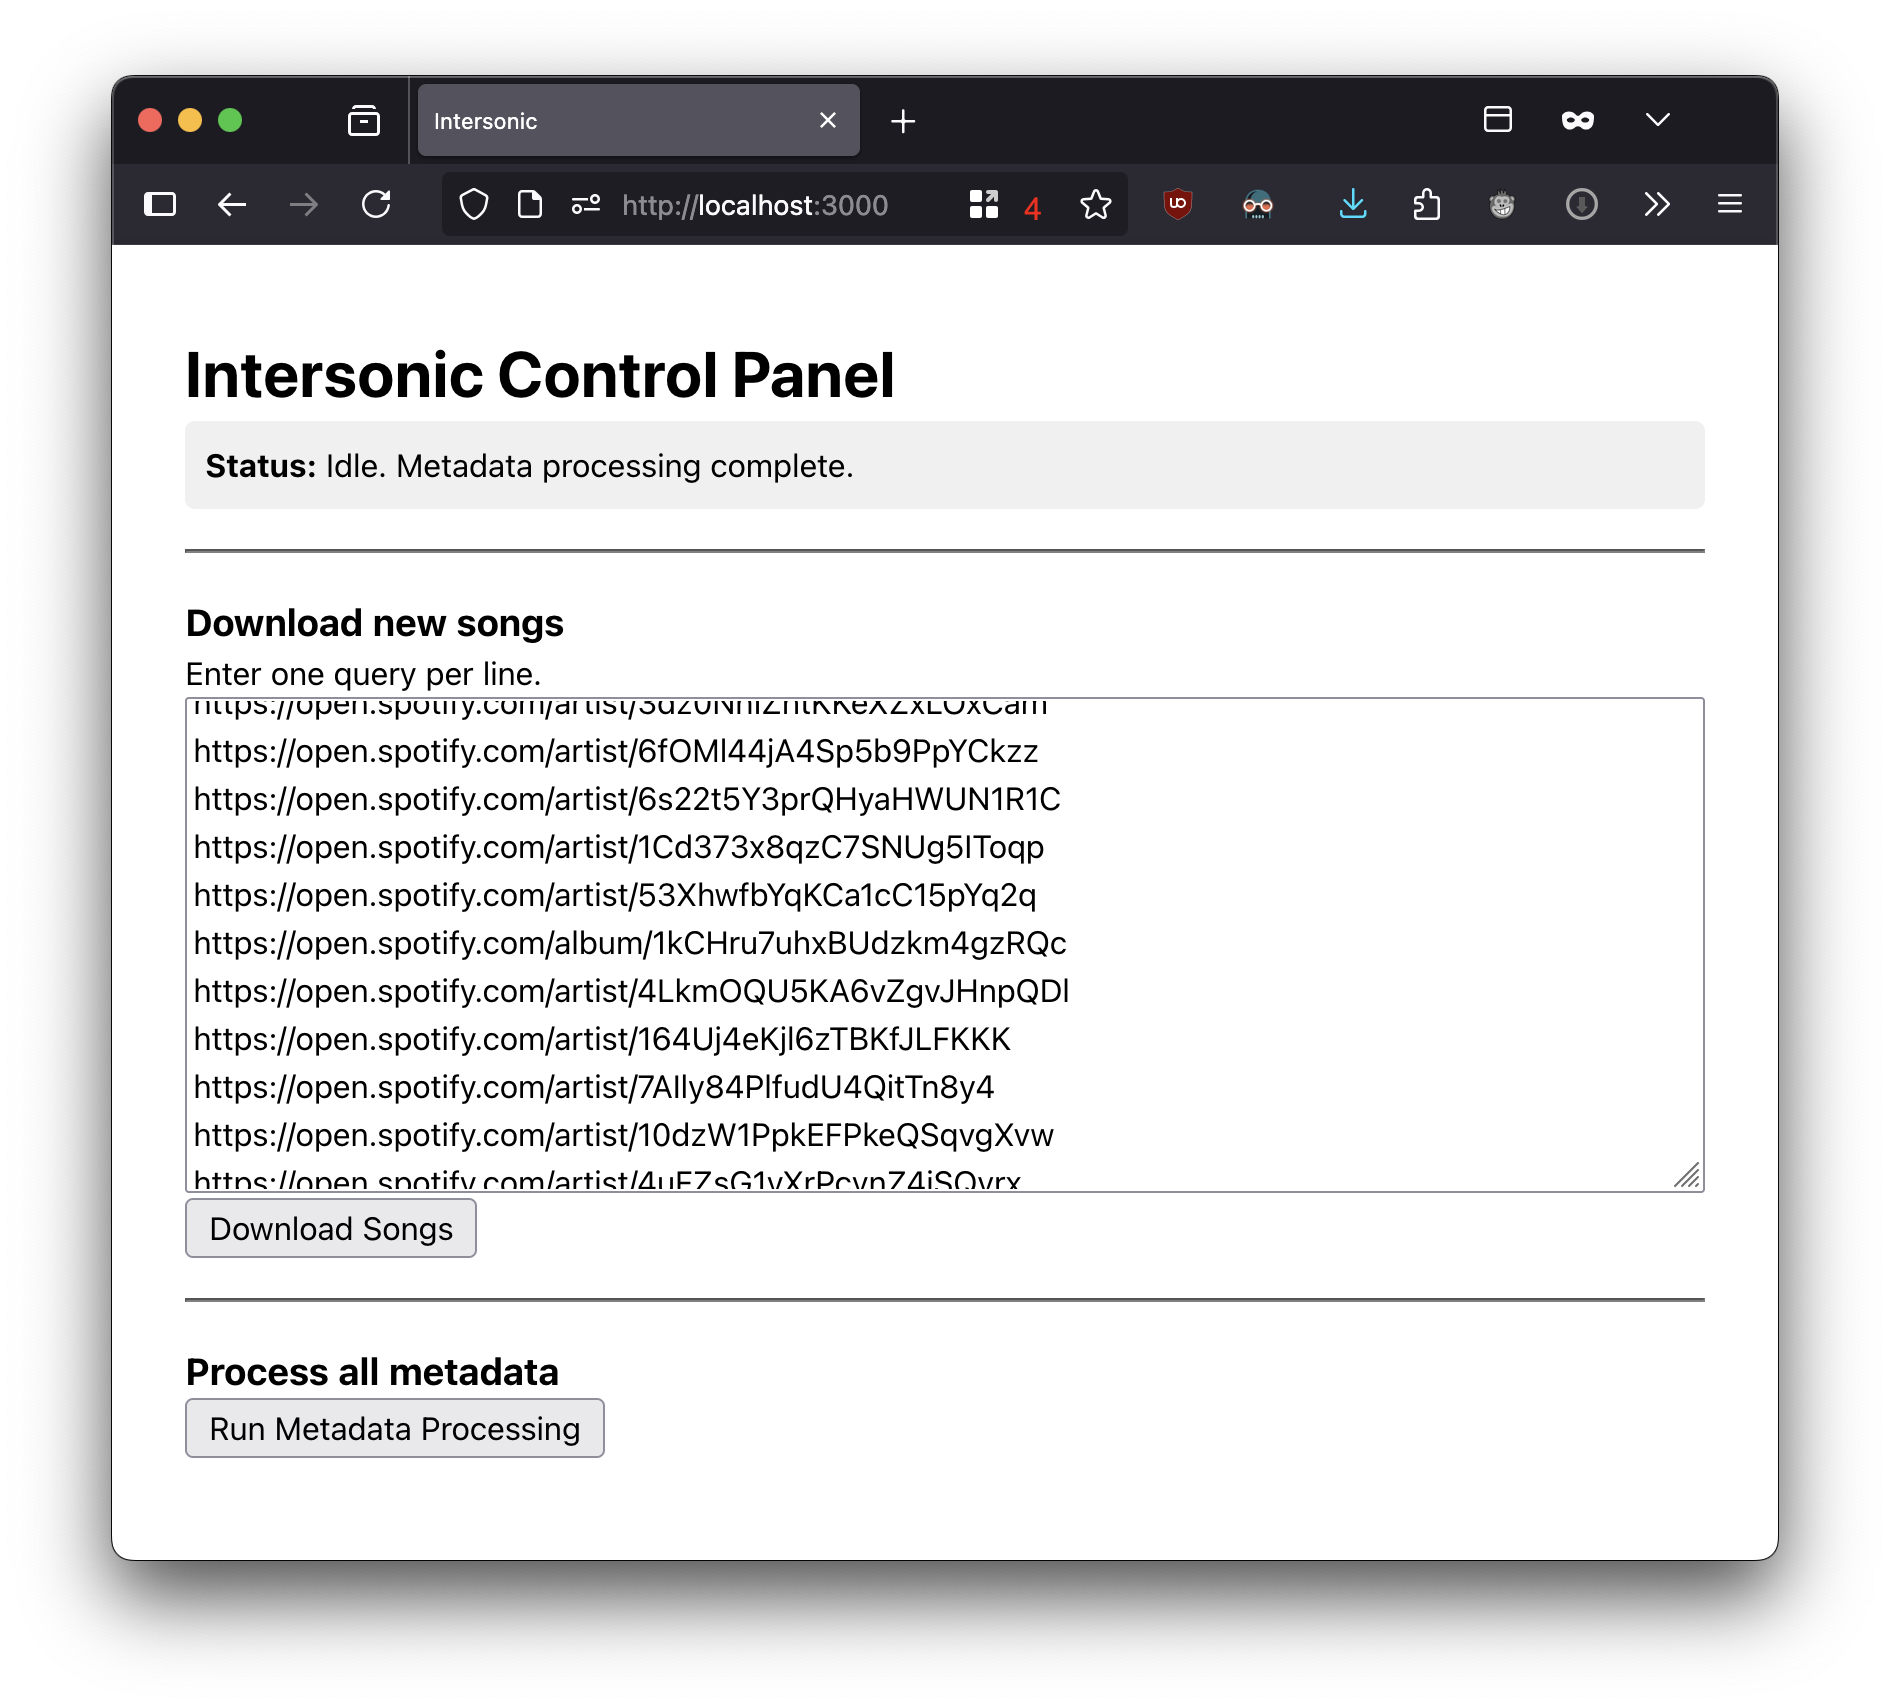 Intersonic
http://localhost:3000
4
Intersonic Control Panel
Status: Idle. Metadata processing complete.
Download new songs
Enter one query per line.
https://open.spotify.com/artist/6fOMl44jA4Sp5b9PpYCkzz
https://open.spotify.com/artist/6s22t5Y3prQHyaHWUN1R1C
https://open.spotify.com/artist/1Cd373x8qzC7SNUg5IToqp
https://open.spotify.com/artist/53XhwfbYqKCa1cC15pYq2q
https://open.spotify.com/album/1kCHru7uhxBUdzkm4gzRQc
https://open.spotify.com/artist/4LkmOQU5KA6vZgvJHnpQDl
https://open.spotify.com/artist/164Uj4eKjl6zTBKfJLFKKK
https://open.spotify.com/artist/7AIly84PlfudU4QitTn8y4
https://open.spotify.com/artist/10dzW1PpkEFPkeQSqvgXvw
Download Songs
Process all metadata
Run Metadata Processing